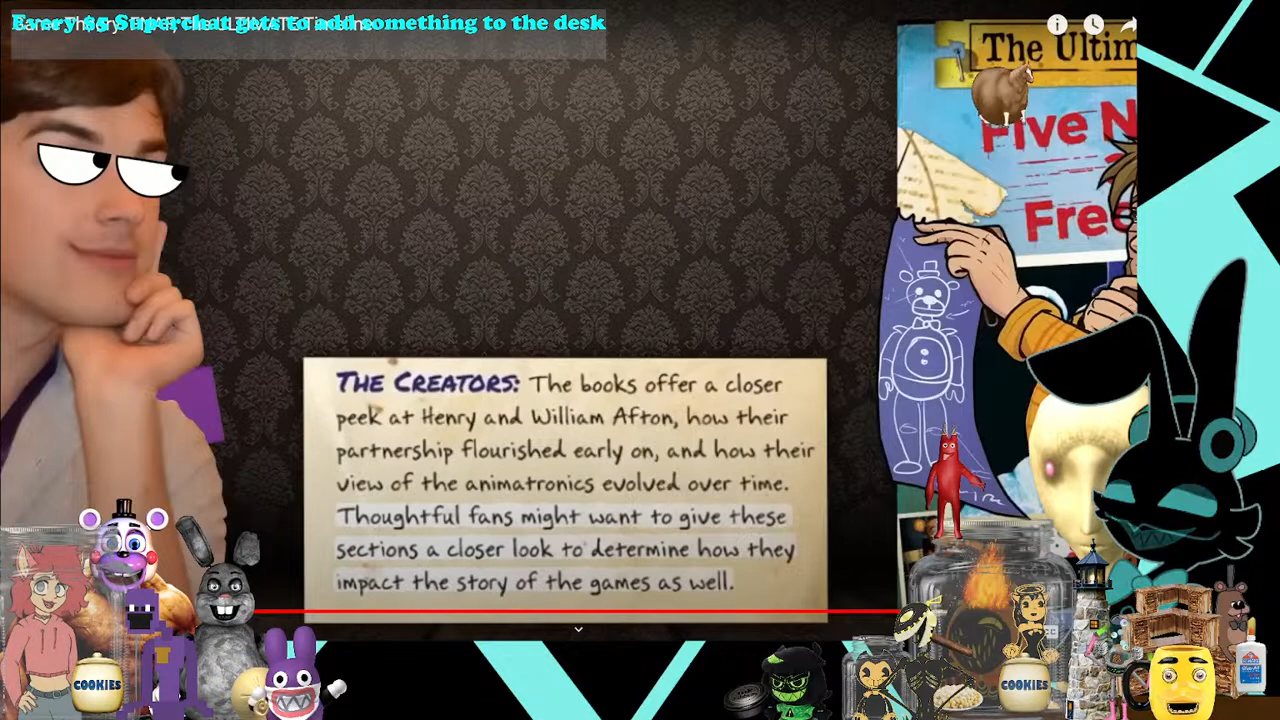 Every $5 Superchat gets to add something to the desk
The Ultim
Five N
Fre
THE CREATORS: The books offer a closer
peek at Henry and William Afton, how their
partnership flourished early on, and how their
view of the animatronics evolved over time.
Thoughtful fans might want to give these
sections a closer look to determine how they
impact the story of the games as well.
COOKIES
COOKIES